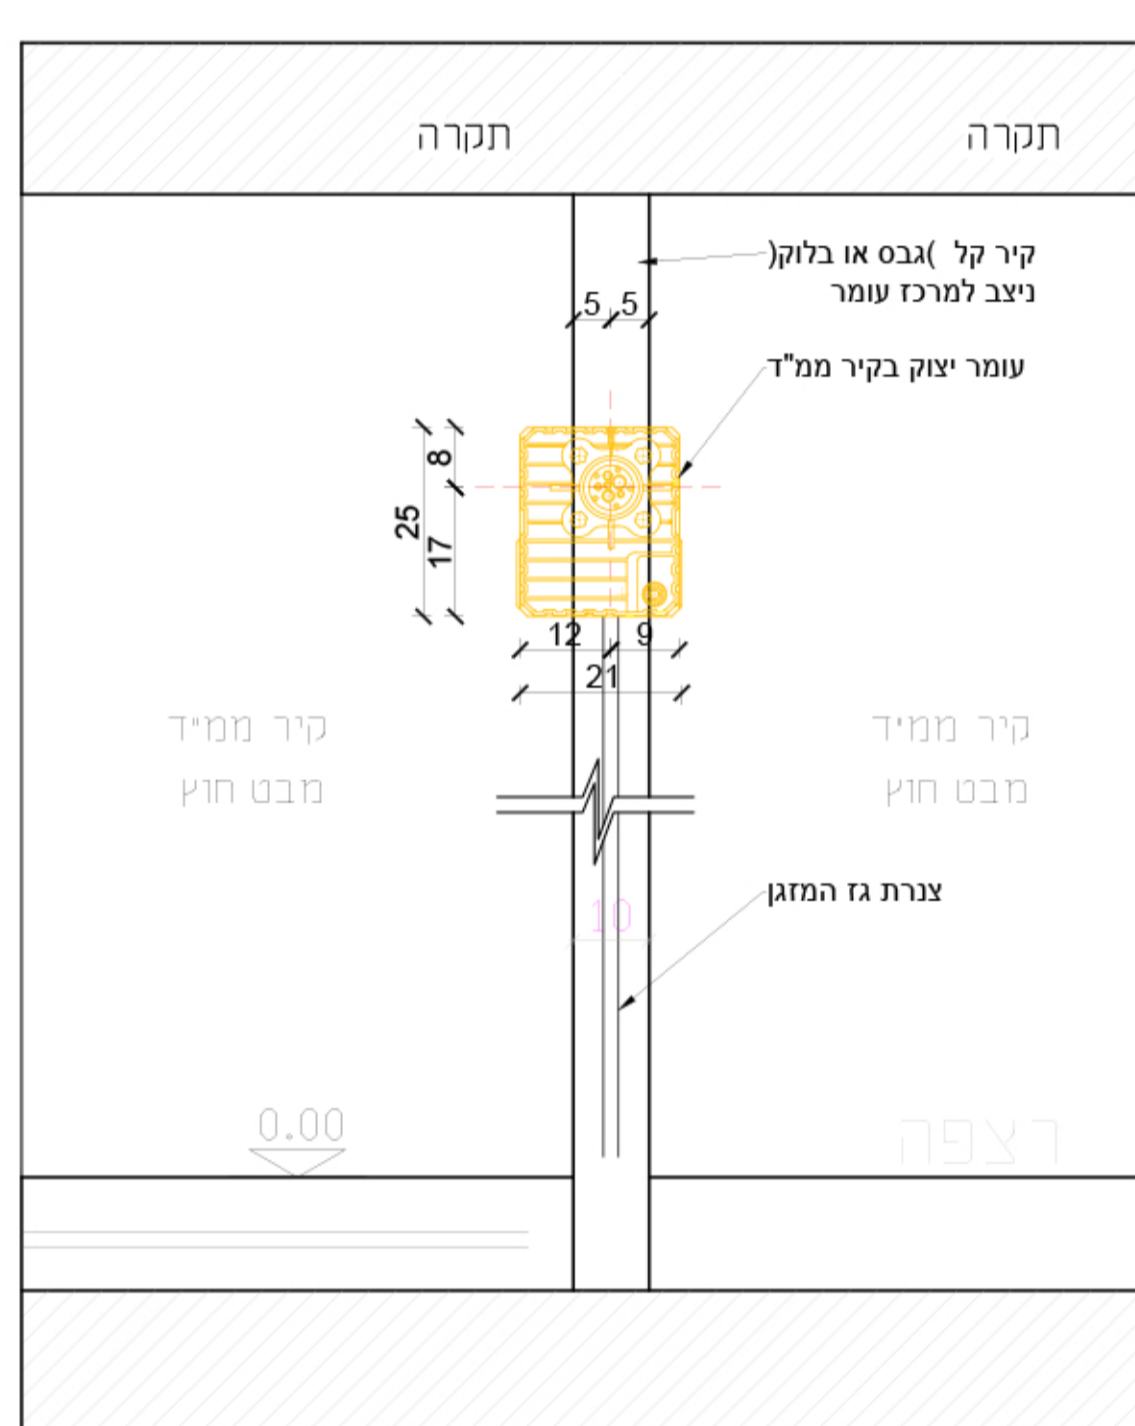 תקרה
תקרה
קיר קל )גבס או בלוק(
ניצב למרכז עומר
5
5
עומר יצוק בקיר ממ"ד
8
25
17
12
9
21
קיר ממ"ד
מבט חוץ
קיר ממ"ד
מבט חוץ
צנרת גז המזגן
10
0.00
רצפה